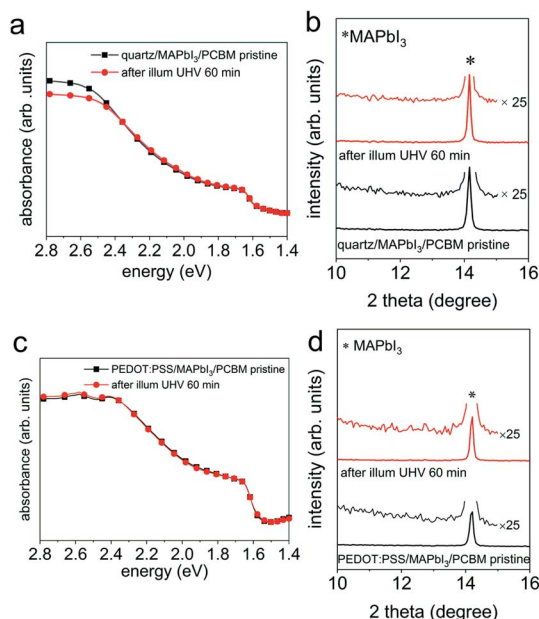 a
quartz/MAPbI₃/PCBM pristine
after illum UHV 60 min
absorbance (arb .units)
2.8 2.6 2.4 2.2 2.0 1.8 1.6 1.4
energy (eV)
b
*MAPbI₃
*
× 25
after illum UHV 60 min
× 25
quartz/MAPbI₃/PCBM pristine
intensity (arb. units)
10 12 14 16
2 theta (degree)
c
PEDOT:PSS/MAPbI₃/PCBM pristine
after illum UHV 60 min
absorbance (arb. units)
2.8 2.6 2.4 2.2 2.0 1.8 1.6 1.4
energy (eV)
d
* MAPbI₃
*
×25
after illum UHV 60 min
×25
PEDOT:PSS/MAPbI₃/PCBM pristine
intensity (arb. units)
10 12 14 16
2 theta (degree)